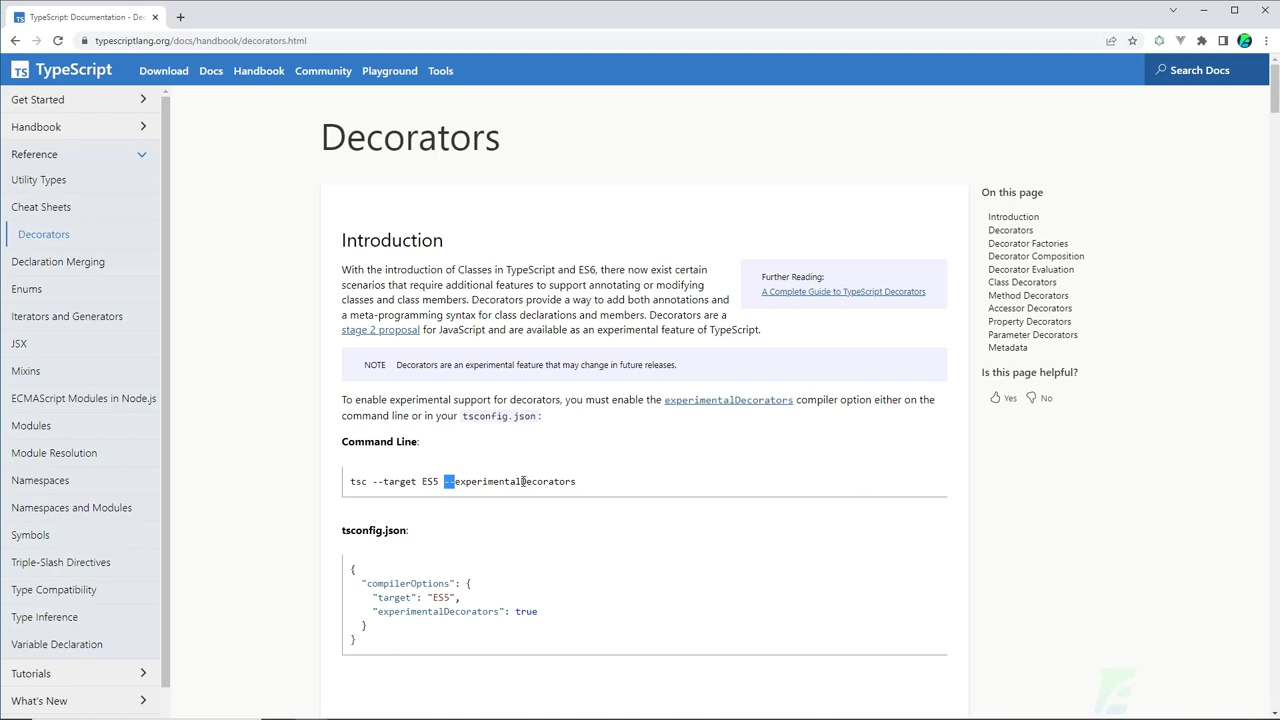 TypeScript: Documentation - Dec
typescriptlang.org/docs/handbook/decorators.html
TS TypeScript Download Docs Handbook Community Playground Tools Search Docs
Get Started
Handbook
Reference
Utility Types
Cheat Sheets
Decorators
Declaration Merging
Enums
Iterators and Generators
JSX
Mixins
ECMAScript Modules in Node.js
Modules
Module Resolution
Namespaces
Namespaces and Modules
Symbols
Triple-Slash Directives
Type Compatibility
Type Inference
Variable Declaration
Tutorials
What's New
Decorators
Introduction
With the introduction of Classes in TypeScript and ES6, there now exist certain
scenarios that require additional features to support annotating or modifying
classes and class members. Decorators provide a way to add both annotations and
a meta-programming syntax for class declarations and members. Decorators are a
stage 2 proposal for JavaScript and are available as an experimental feature of TypeScript.
Further Reading:
A Complete Guide to TypeScript Decorators
NOTE Decorators are an experimental feature that may change in future releases.
To enable experimental support for decorators, you must enable the experimentalDecorators compiler option either on the
command line or in your tsconfig.json:
Command Line:
tsc --target ES5 --experimentalDecorators
tsconfig.json:
{
"compilerOptions": {
"target": "ES5",
"experimentalDecorators": true
}
}
On this page
Introduction
Decorators
Decorator Factories
Decorator Composition
Decorator Evaluation
Class Decorators
Method Decorators
Accessor Decorators
Property Decorators
Parameter Decorators
Metadata
Is this page helpful?
Yes No